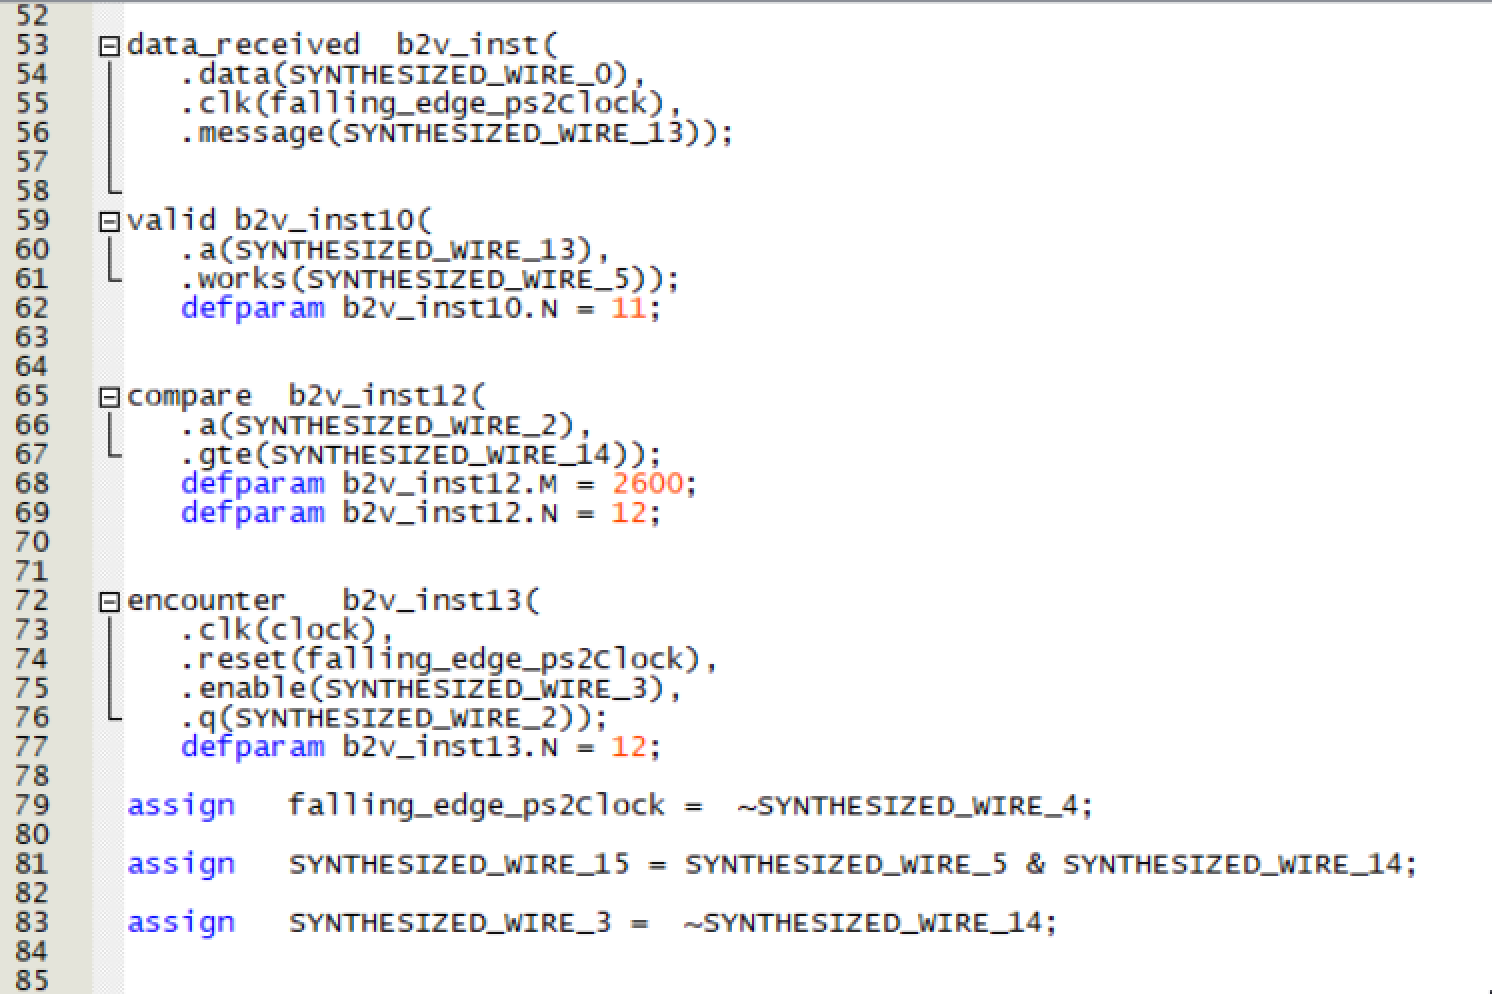 52
53 data_received b2v_inst(
54 .data(SYNTHESIZED_WIRE_0),
55 .clk(falling_edge_ps2Clock),
56 .message(SYNTHESIZED_WIRE_13));
57
58
59 valid b2v_inst10(
60 .a(SYNTHESIZED_WIRE_13),
61 .works(SYNTHESIZED_WIRE_5));
62 defparam b2v_inst10.N = 11;
63
64
65 compare b2v_inst12(
66 .a(SYNTHESIZED_WIRE_2),
67 .gte(SYNTHESIZED_WIRE_14));
68 defparam b2v_inst12.M = 2600;
69 defparam b2v_inst12.N = 12;
70
71
72 encounter b2v_inst13(
73 .clk(clock),
74 .reset(falling_edge_ps2Clock),
75 .enable(SYNTHESIZED_WIRE_3),
76 .q(SYNTHESIZED_WIRE_2));
77 defparam b2v_inst13.N = 12;
78
79 assign falling_edge_ps2Clock = ~SYNTHESIZED_WIRE_4;
80
81 assign SYNTHESIZED_WIRE_15 = SYNTHESIZED_WIRE_5 & SYNTHESIZED_WIRE_14;
82
83 assign SYNTHESIZED_WIRE_3 = ~SYNTHESIZED_WIRE_14;
84
85